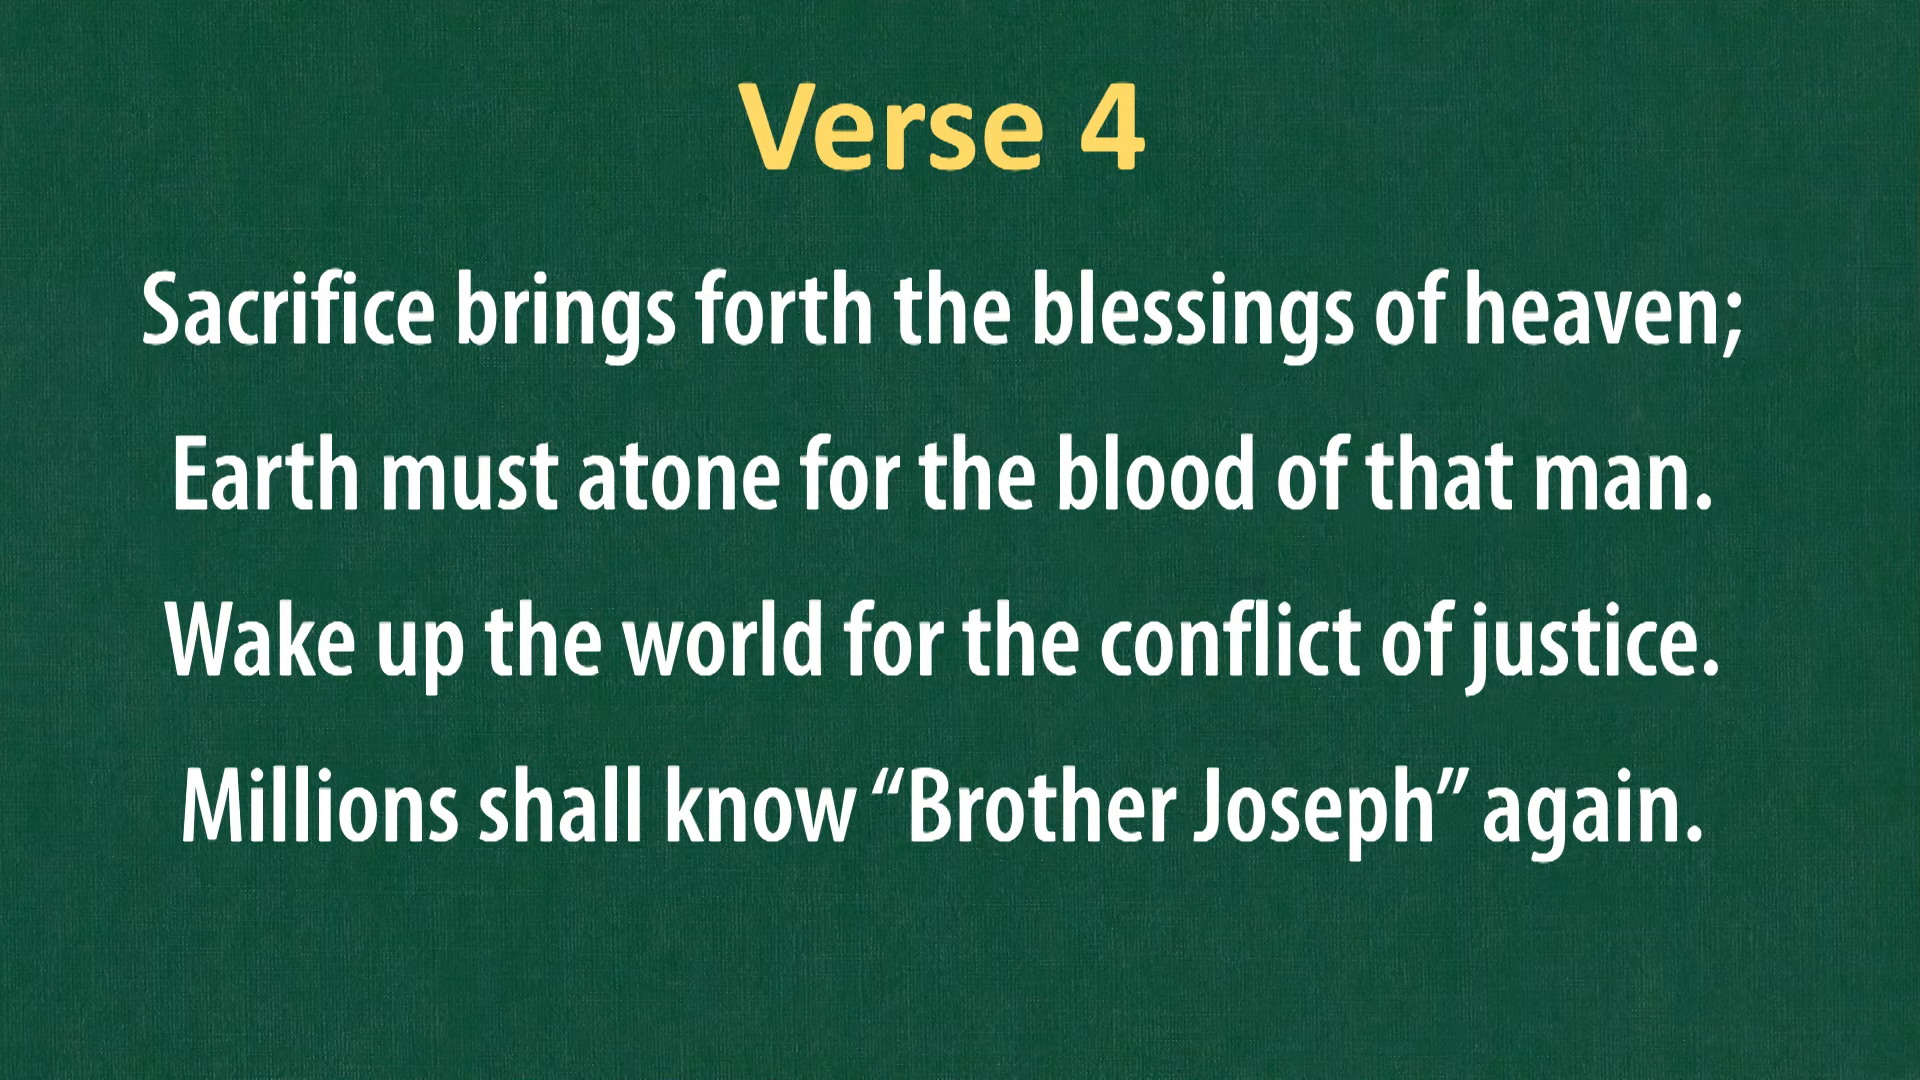 Verse 4
Sacrifice brings forth the blessings of heaven;
Earth must atone for the blood of that man.
Wake up the world for the conflict of justice.
Millions shall know “Brother Joseph” again.